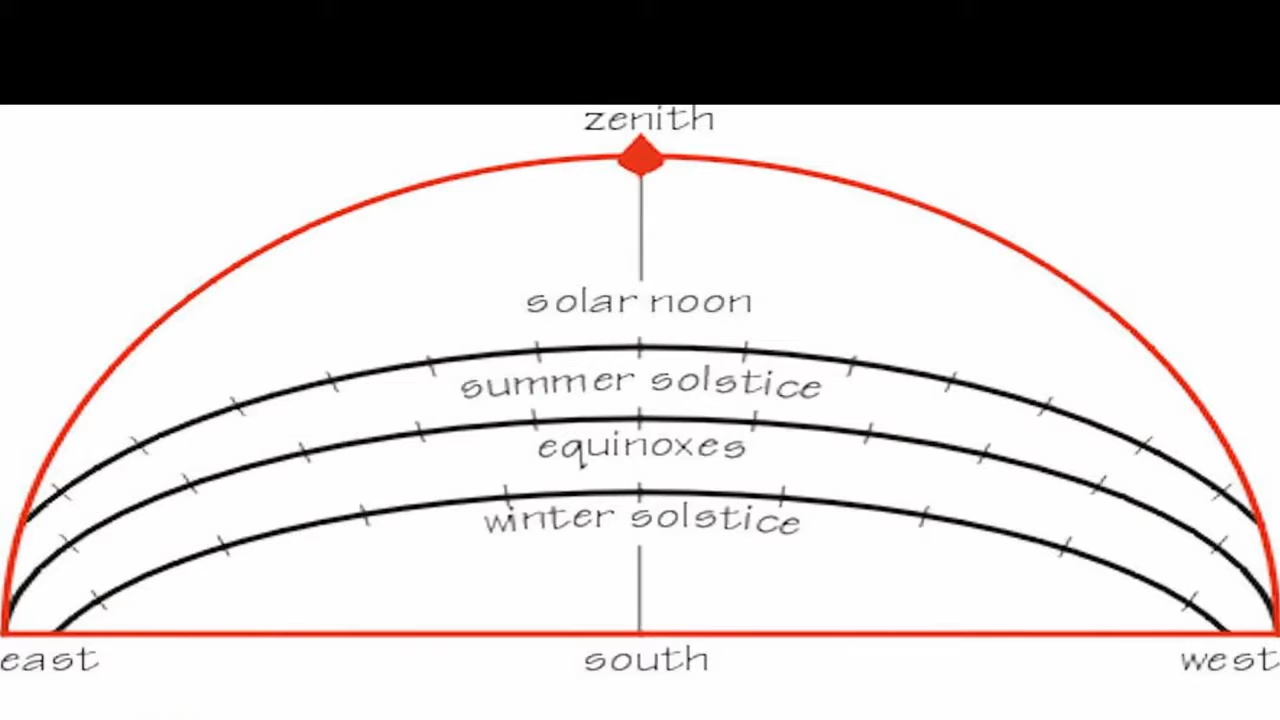 zenith
solar noon
summer solstice
equinoxes
winter solstice
east south west